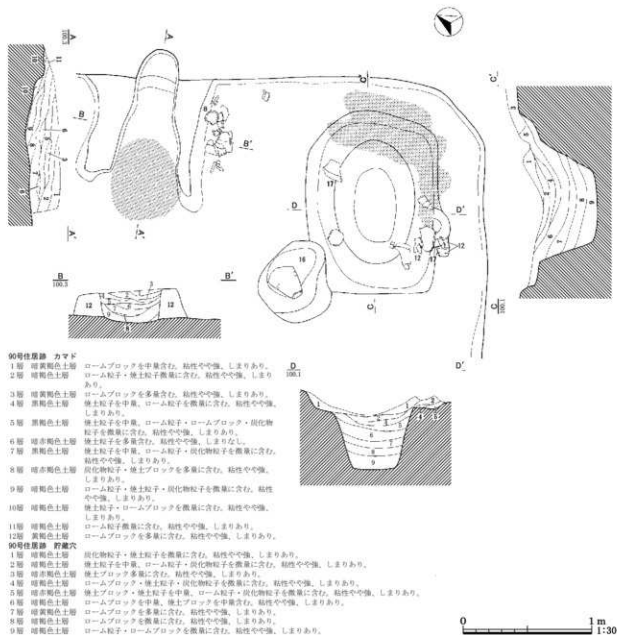 A
100.3
A'
B
B'
C'
C
100.1
D
D'
17
16
12
B
100.3
B'
12
12
D
100.1
D'
90号住居跡 カマド
1層 暗黄褐色土層 ロームブロックを中量含む、粘性やや強、しまりあり。
2層 暗褐色土層 ローム粒子・焼土粒子微量に含む、粘性やや強、しまり
あり。
3層 暗黄褐色土層 ロームブロックを多量含む、粘性やや強、しまりあり。
4層 黒褐色土層 焼土粒子を中量、ローム粒子を微量に含む、粘性やや強、
しまりあり。
5層 黒褐色土層 焼土粒子を中量、ローム粒子・ロームブロック・炭化物
粒子を微量に含む、粘性やや強、しまりあり。
6層 暗赤褐色土層 焼土粒子を多量含む、粘性やや強、しまりなし。
7層 黒褐色土層 焼土粒子を中量、ローム粒子・炭化物粒子を微量に含む、
粘性やや強、しまりあり。
8層 暗赤褐色土層 炭化物粒子・焼土ブロックを多量に含む、粘性やや強、
しまりあり。
9層 暗褐色土層 ローム粒子・焼土粒子・炭化物粒子を微量に含む、粘性
やや強、しまりあり。
10層 暗褐色土層 焼土粒子・ロームブロックを微量に含む、粘性やや強、
しまりあり。
11層 暗褐色土層 ローム粒子微量に含む、粘性やや強、しまりあり。
12層 黄褐色土層 ロームブロックを多量に含む、粘性やや強、しまりあり。
90号住居跡 貯蔵穴
1層 暗褐色土層 炭化物粒子・焼土粒子を微量に含む、粘性やや強、しまりあり。
2層 暗褐色土層 焼土粒子を中量、ローム粒子・炭化物粒子を微量に含む、粘性やや強、しまりあり。
3層 暗赤褐色土層 焼土ブロック多量に含む、粘性やや強、しまりあり。
4層 暗褐色土層 ロームブロック・焼土粒子・炭化物粒子を微量に含む、粘性やや強、しまりあり。
5層 暗赤褐色土層 焼土ブロック・焼土粒子を中量、ローム粒子・炭化物粒子を微量に含む、粘性やや強、しまりあり。
6層 暗褐色土層 ロームブロックを中量、焼土ブロックを中量含む、粘性やや強、しまりあり。
7層 暗黄褐色土層 ロームブロックを多量に含む、粘性やや強、しまりあり。
8層 暗褐色土層 ロームブロックを微量に含む、粘性やや強、しまりあり。
9層 暗褐色土層 ローム粒子・ロームブロックを微量に含む、粘性やや強、しまりあり。
0 1 m
1:30